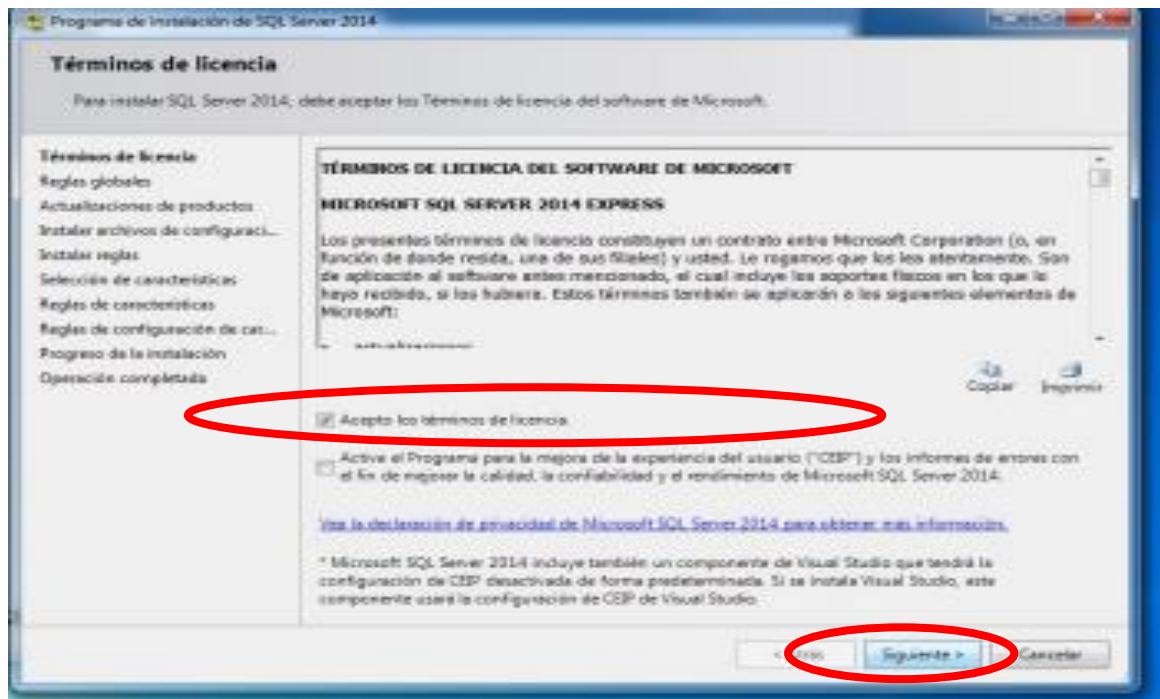 Programa de instalación de SQL Server 2014
Términos de licencia
Para instalar SQL Server 2014, debe aceptar los Términos de licencia del software de Microsoft.
Términos de licencia
Reglas globales
Actualizaciones de productos
Instalar archivos de configuraci...
Instalar reglas
Selección de características
Reglas de características
Reglas de configuración de car...
Progreso de la instalación
Operación completada
TÉRMINOS DE LICENCIA DEL SOFTWARE DE MICROSOFT
MICROSOFT SQL SERVER 2014 EXPRESS
Los presentes términos de licencia constituyen un contrato entre Microsoft Corporation (o, en
función de donde resida, una de sus filiales) y usted. Le rogamos que los lea atentamente. Son
de aplicación al software antes mencionado, el cual incluye los soportes físicos en los que lo
haya recibido, si los hubiera. Estos términos también se aplicarán a los siguientes elementos de
Microsoft:
actualizaciones
Copiar Imprimir
Acepto los términos de licencia.
Active el Programa para la mejora de la experiencia del usuario ("CEIP") y los informes de errores con
el fin de mejorar la calidad, la confiabilidad y el rendimiento de Microsoft SQL Server 2014.
Vea la declaración de privacidad de Microsoft SQL Server 2014 para obtener más información.
* Microsoft SQL Server 2014 incluye también un componente de Visual Studio que tendrá la
configuración de CEIP desactivada de forma predeterminada. Si se instala Visual Studio, este
componente usará la configuración de CEIP de Visual Studio.
< Atrás Siguiente > Cancelar